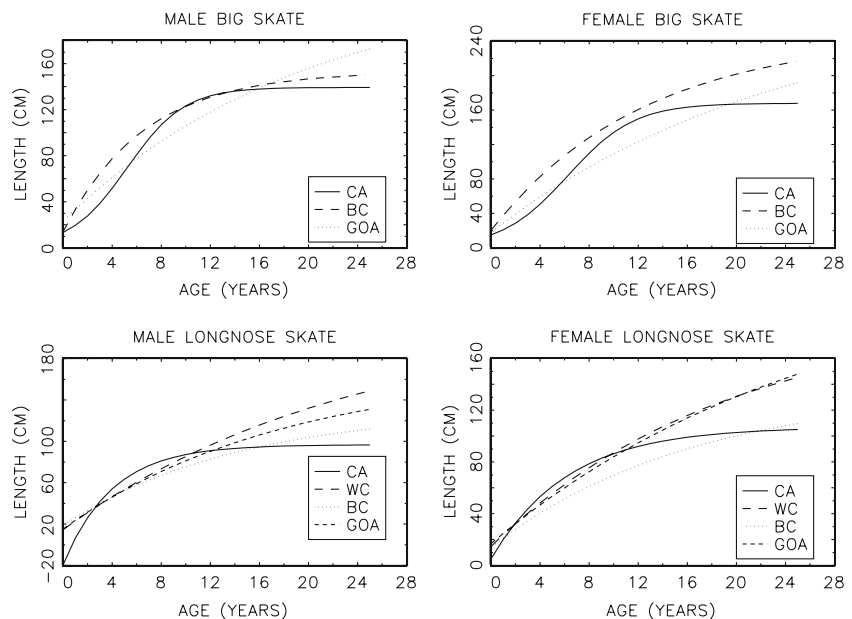 MALE BIG SKATE
LENGTH (CM)
160
120
80
40
0
CA
BC
GOA
0 4 8 12 16 20 24 28
AGE (YEARS)
FEMALE BIG SKATE
LENGTH (CM)
240
160
80
40
0
CA
BC
GOA
0 4 8 12 16 20 24 28
AGE (YEARS)
MALE LONGNOSE SKATE
LENGTH (CM)
180
100
60
20
-20
CA
WC
BC
GOA
0 4 8 12 16 20 24 28
AGE (YEARS)
FEMALE LONGNOSE SKATE
LENGTH (CM)
160
120
80
40
0
CA
WC
BC
GOA
0 4 8 12 16 20 24 28
AGE (YEARS)